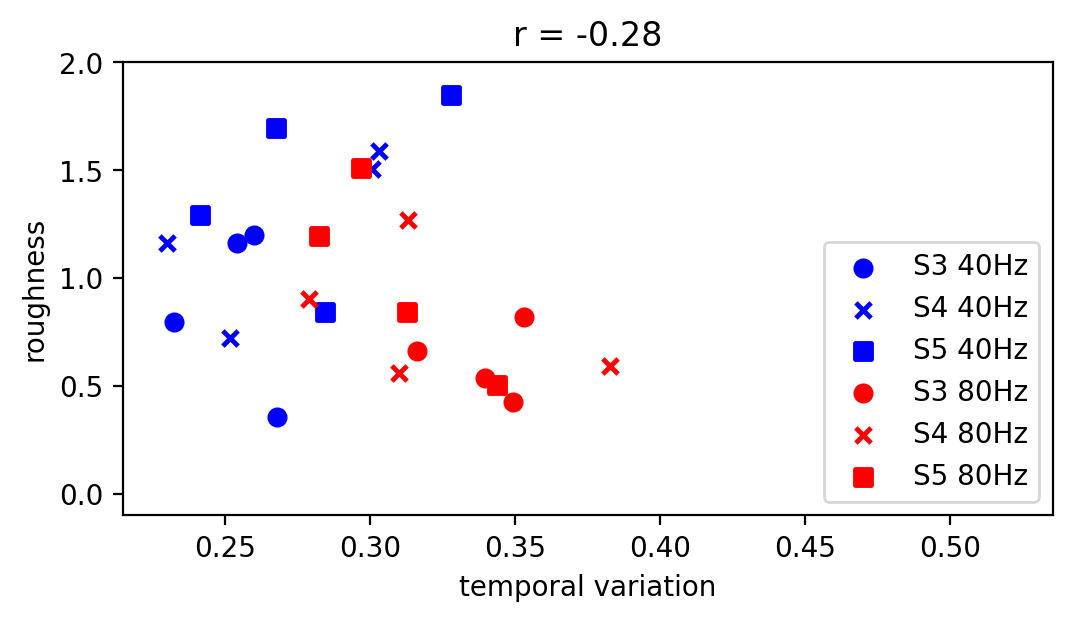 r = -0.28
2.0
1.5
1.0
0.5
0.0
roughness
S3 40Hz
S4 40Hz
S5 40Hz
S3 80Hz
S4 80Hz
S5 80Hz
0.25 0.30 0.35 0.40 0.45 0.50
temporal variation